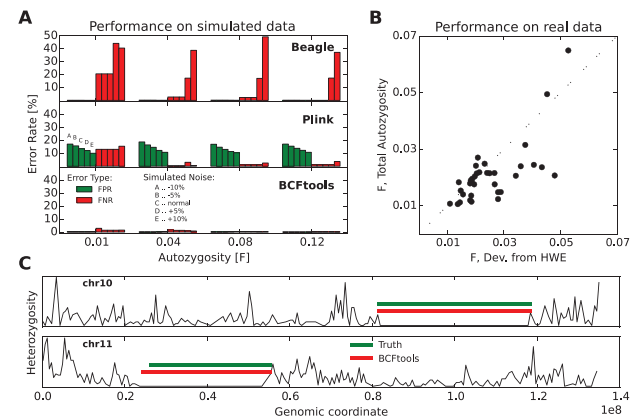 A
Performance on simulated data
50
40
30
20
10
Beagle
40
30
20
10
Plink
A B C D E
40
30
20
10
BCFtools
Error Type:
FPR
FNR
Simulated Noise:
A .. -10%
B .. -5%
C .. normal
D .. +5%
E .. +10%
Error Rate [%]
0.01 0.04 0.08 0.12
Autozygosity [F]
B
Performance on real data
0.07
0.05
0.03
0.01
F, Total Autozygosity
0.01 0.03 0.05 0.07
F, Dev. from HWE
C
chr10
chr11
Heterozygosity
Truth
BCFtools
0.0 0.2 0.4 0.6 0.8 1.0 1.2 1.4
1e8
Genomic coordinate